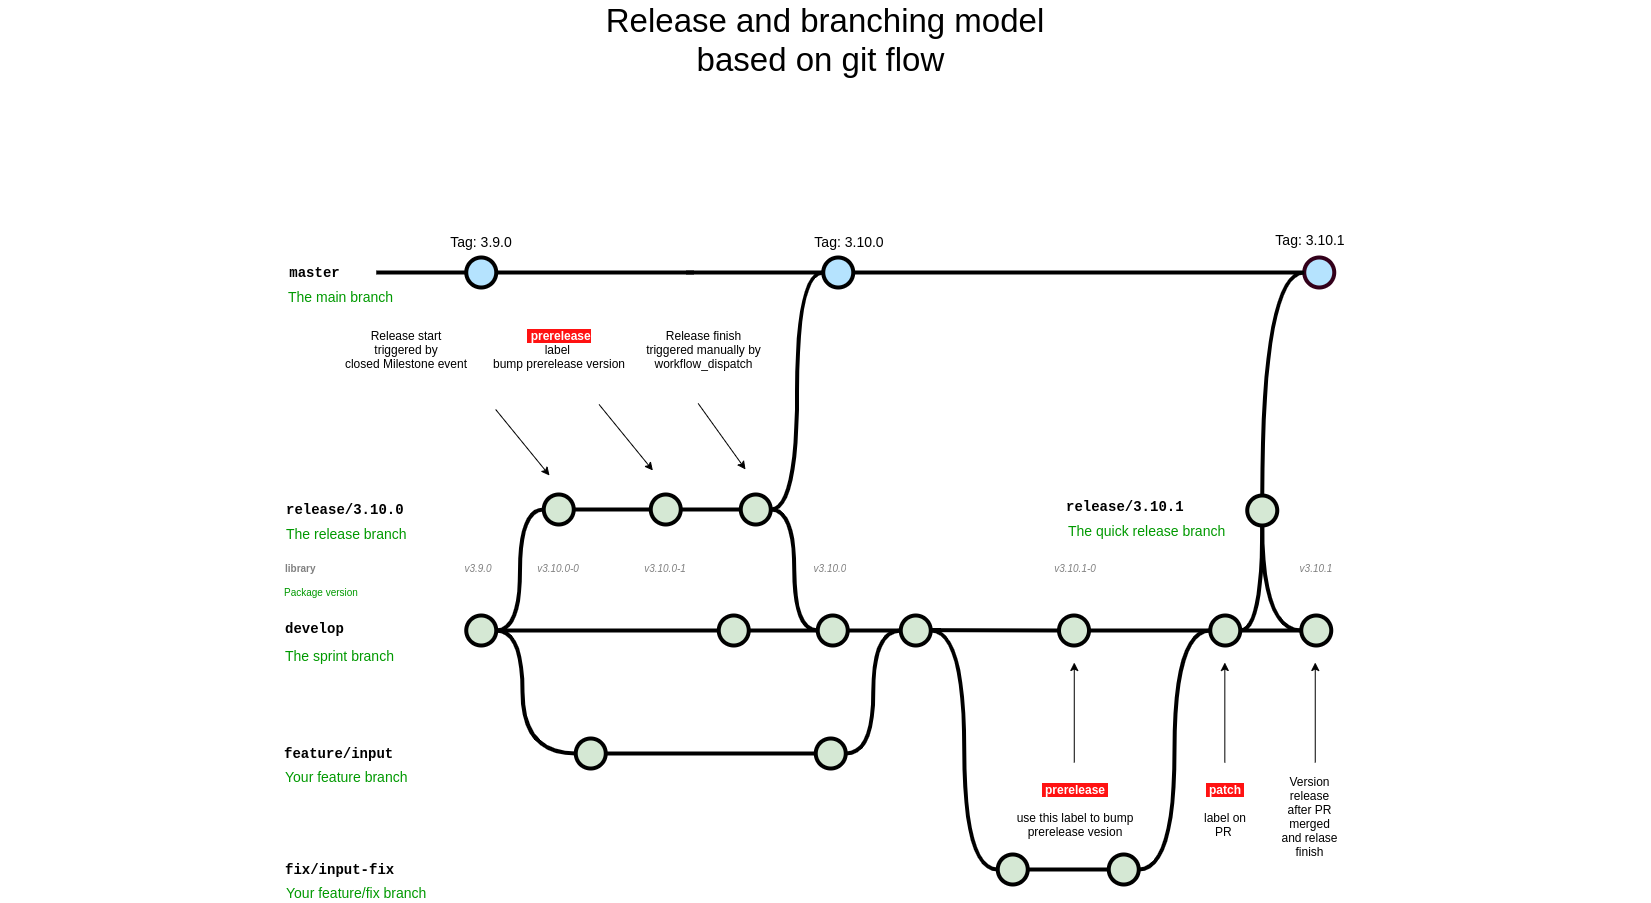 Release and branching model
based on git flow
Tag: 3.9.0
Tag: 3.10.0
Tag: 3.10.1
master
The main branch
Release start
triggered by
closed Milestone event
prerelease
label
bump prerelease version
Release finish
triggered manually by
workflow_dispatch
release/3.10.0
The release branch
release/3.10.1
The quick release branch
library
v3.9.0
v3.10.0-0
v3.10.0-1
v3.10.0
v3.10.1-0
v3.10.1
Package version
develop
The sprint branch
feature/input
Your feature branch
prerelease
use this label to bump
prerelease vesion
patch
label on
PR
Version
release
after PR
merged
and relase
finish
fix/input-fix
Your feature/fix branch